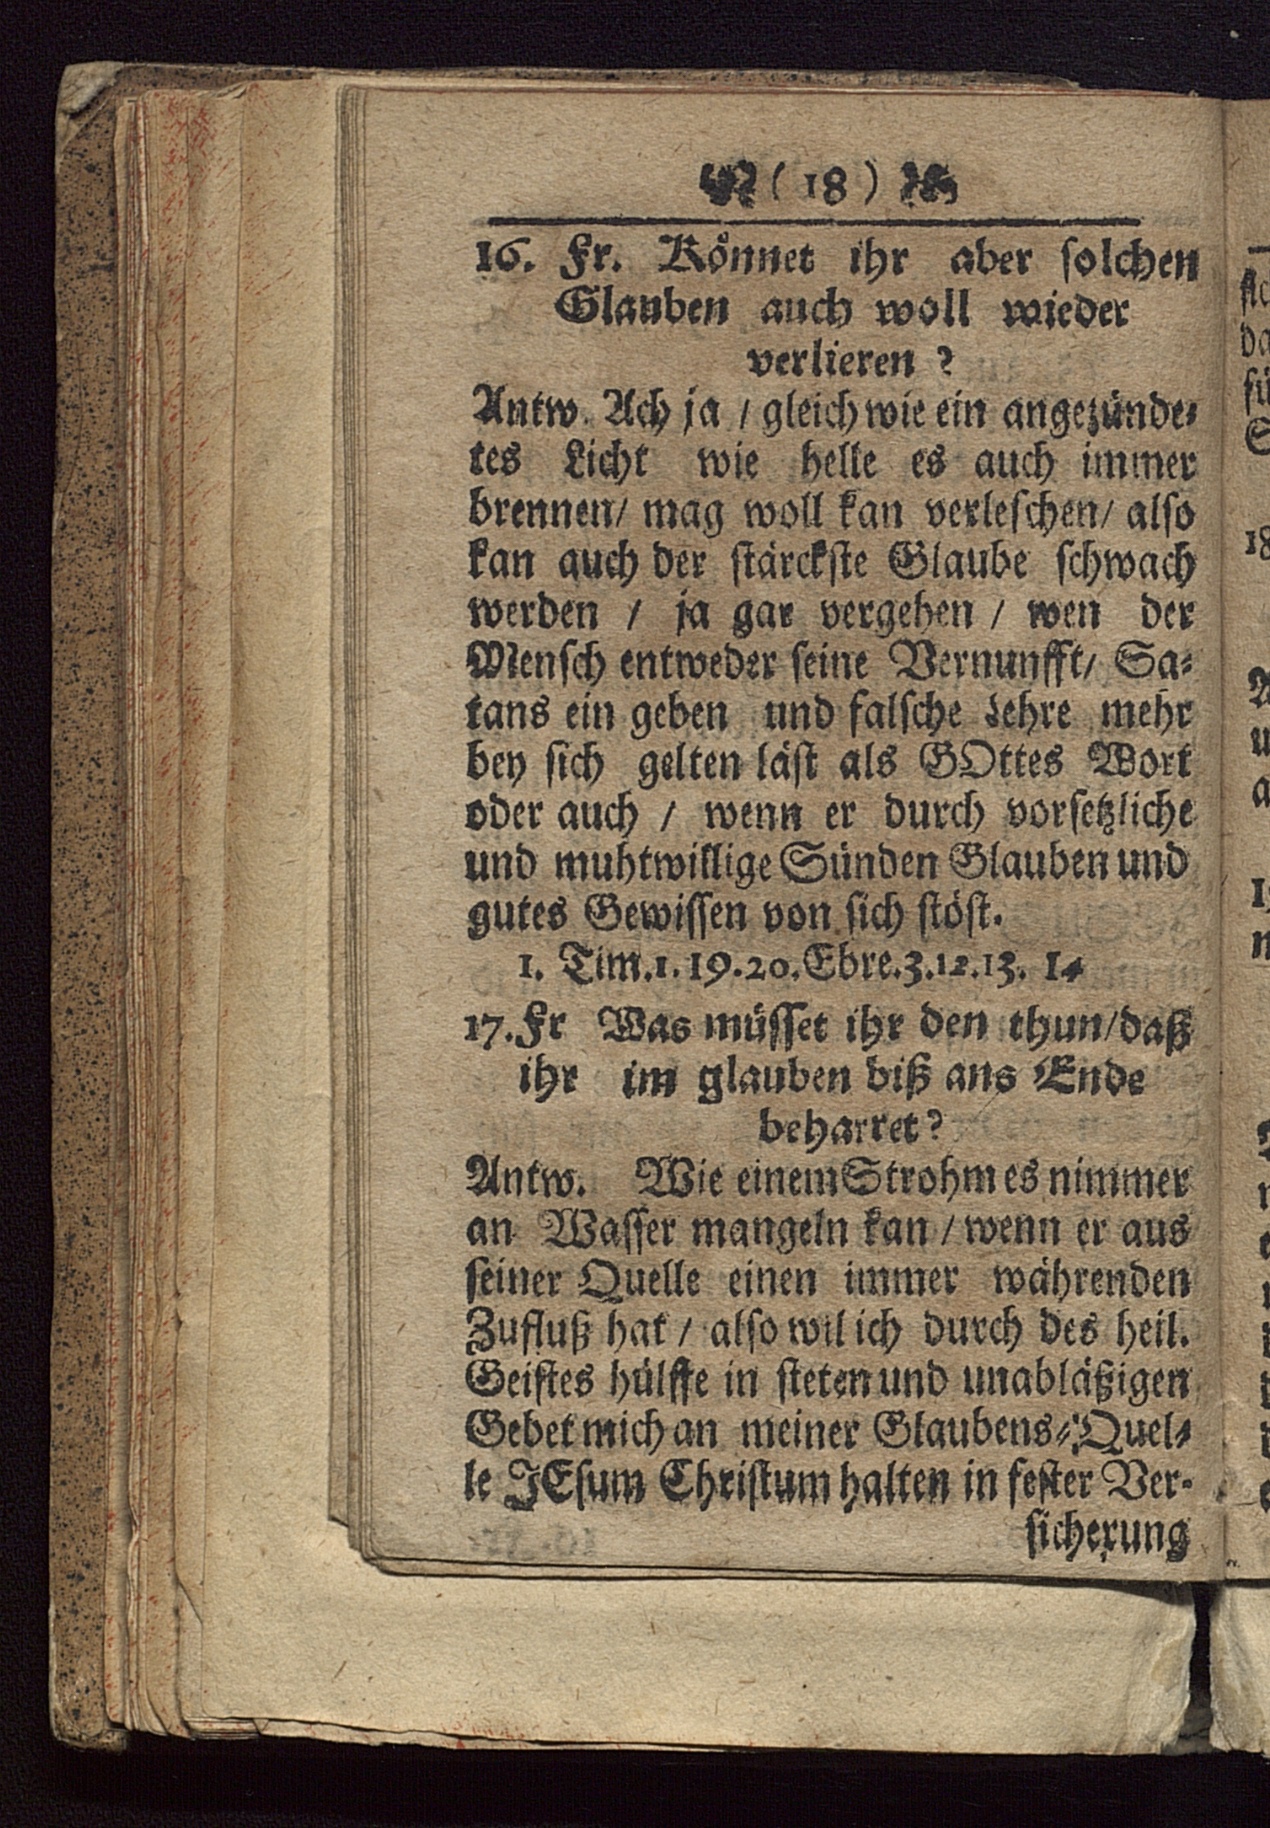 ( 18 )
16. Fr. Könnet ihr aber solchen
Glauben auch woll wieder
verlieren ?
Antw. Ach ja / gleich wie ein angezünde-
tes Licht wie helle es auch immer
brennen/ mag woll kan verleschen/ also
kan auch der stärckste Glaube schwach
werden / ja gar vergehen / wen der
Mensch entweder seine Vernunfft/ Sa-
tans ein geben und falsche Lehre mehr
bey sich gelten läst als GOttes Wort
oder auch / wenn er durch vorsetzliche
und muhtwillige Sünden Glauben und
gutes Gewissen von sich stöst.
1. Tim.1.19.20.Ebre.3.12.13. 14
17.Fr Was müsset ihr den thun/daß
ihr im glauben biß ans Ende
beharret?
Antw. Wie einem Strohm es nimmer
an Wasser mangeln kan / wenn er aus
seiner Quelle einen immer währenden
Zufluß hat / also wil ich durch des heil.
Geistes hülffe in steten und unabläßigen
Gebet mich an meiner Glaubens-Quel-
le JEsum Christum halten in fester Ver-
sicherung